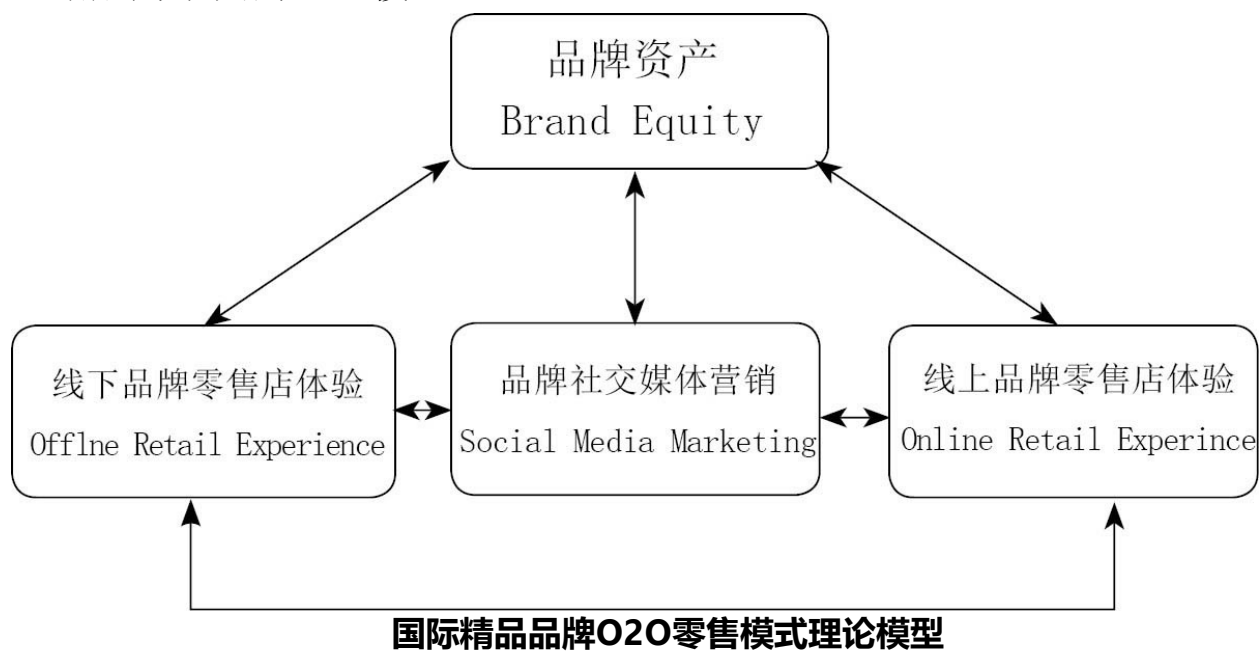 品牌资产
Brand Equity
线下品牌零售店体验
Offlne Retail Experience
品牌社交媒体营销
Social Media Marketing
线上品牌零售店体验
Online Retail Experince
国际精品品牌O2O零售模式理论模型